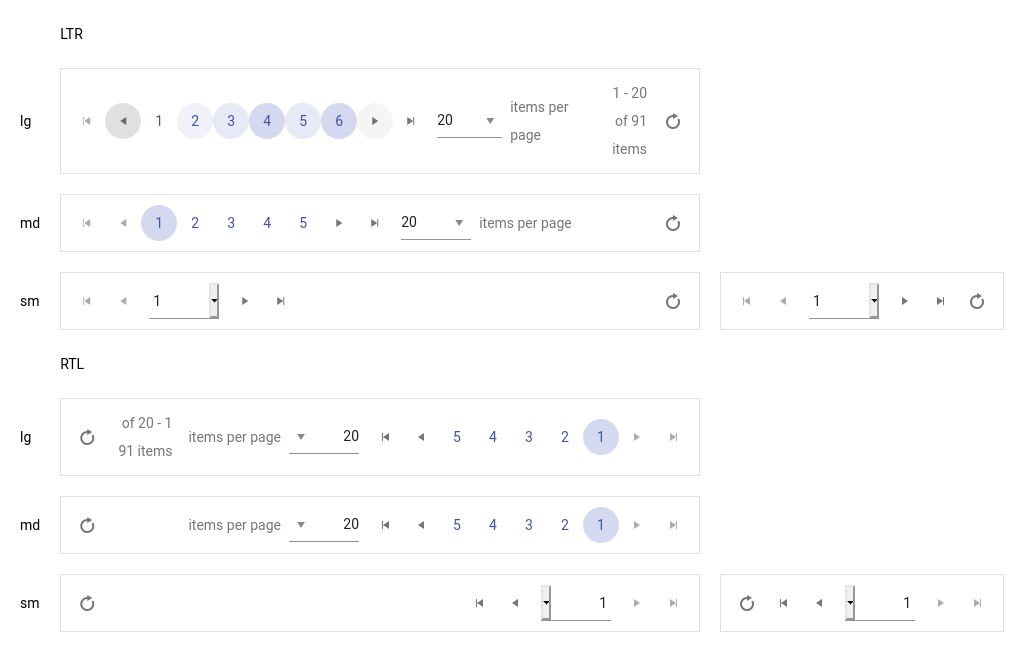 LTR
lg 1 2 3 4 5 6 20 items per page 1 - 20 of 91 items
md 1 2 3 4 5 20 items per page
sm 1 1
RTL
lg of 20 - 1 91 items items per page 20 5 4 3 2 1
md items per page 20 5 4 3 2 1
sm 1 1